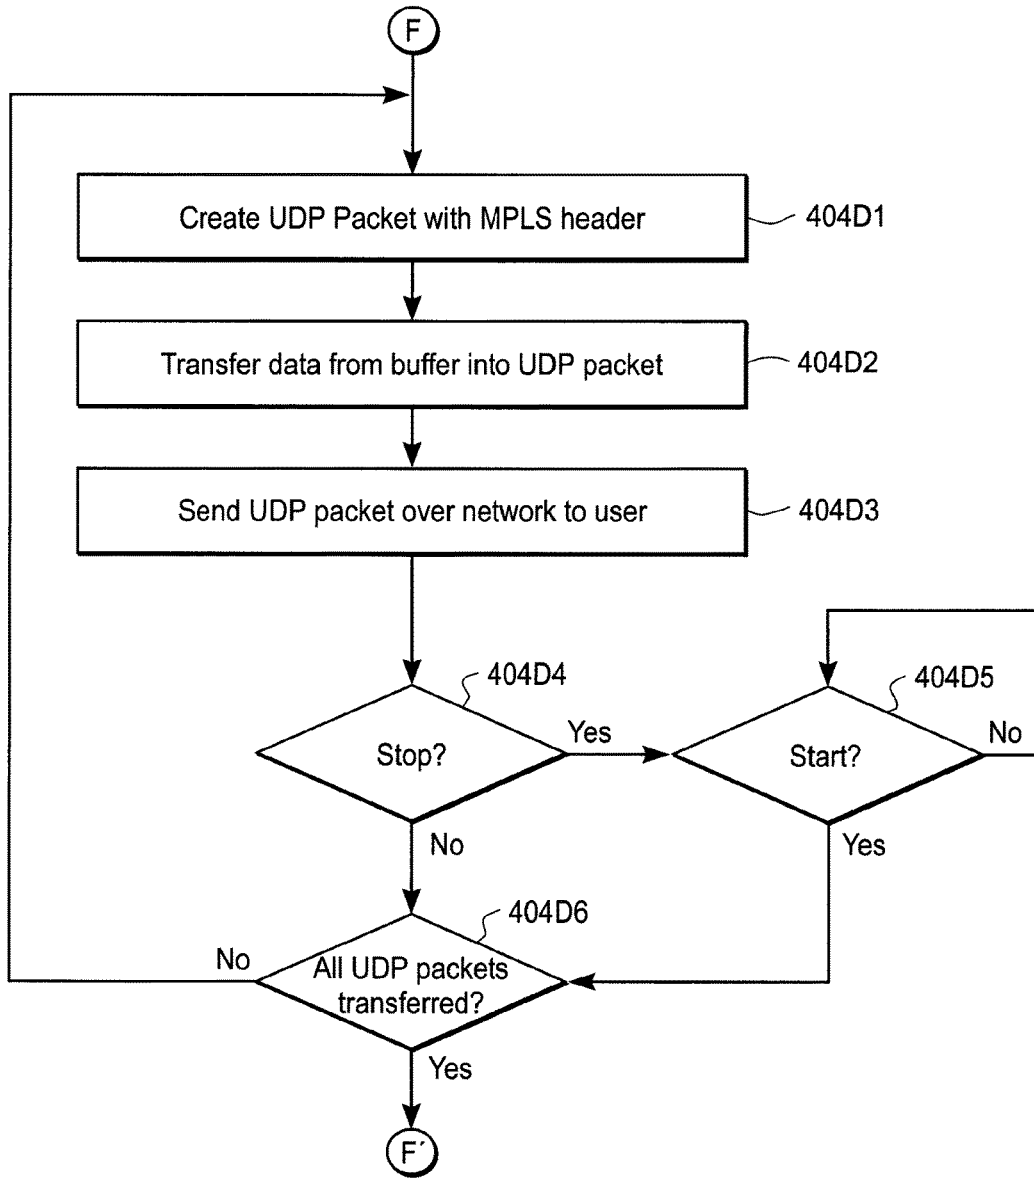 F
Create UDP Packet with MPLS header
404D1
Transfer data from buffer into UDP packet
404D2
Send UDP packet over network to user
404D3
404D4
404D5
Stop?
Yes
Start?
No
No
Yes
404D6
No
All UDP packets
transferred?
Yes
F´